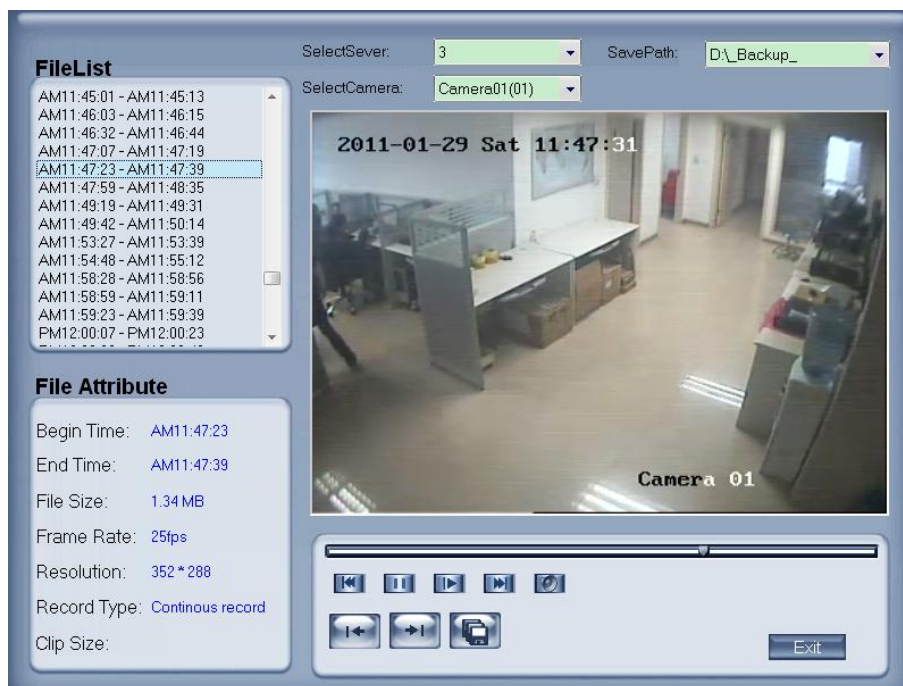 FileList
AM11:45:01 - AM11:45:13
AM11:46:03 - AM11:46:15
AM11:46:32 - AM11:46:44
AM11:47:07 - AM11:47:19
AM11:47:23 - AM11:47:39
AM11:47:59 - AM11:48:35
AM11:49:19 - AM11:49:31
AM11:49:42 - AM11:50:14
AM11:53:27 - AM11:53:39
AM11:54:48 - AM11:55:12
AM11:58:28 - AM11:58:56
AM11:58:59 - AM11:59:11
AM11:59:23 - AM11:59:39
PM12:00:07 - PM12:00:23
File Attribute
Begin Time: AM11:47:23
End Time: AM11:47:39
File Size: 1.34 MB
Frame Rate: 25fps
Resolution: 352 * 288
Record Type: Continous record
Clip Size:
SelectSever: 3 SavePath: D:\_Backup_
SelectCamera: Camera01(01)
2011-01-29 Sat 11:47:31
Camera 01
Exit